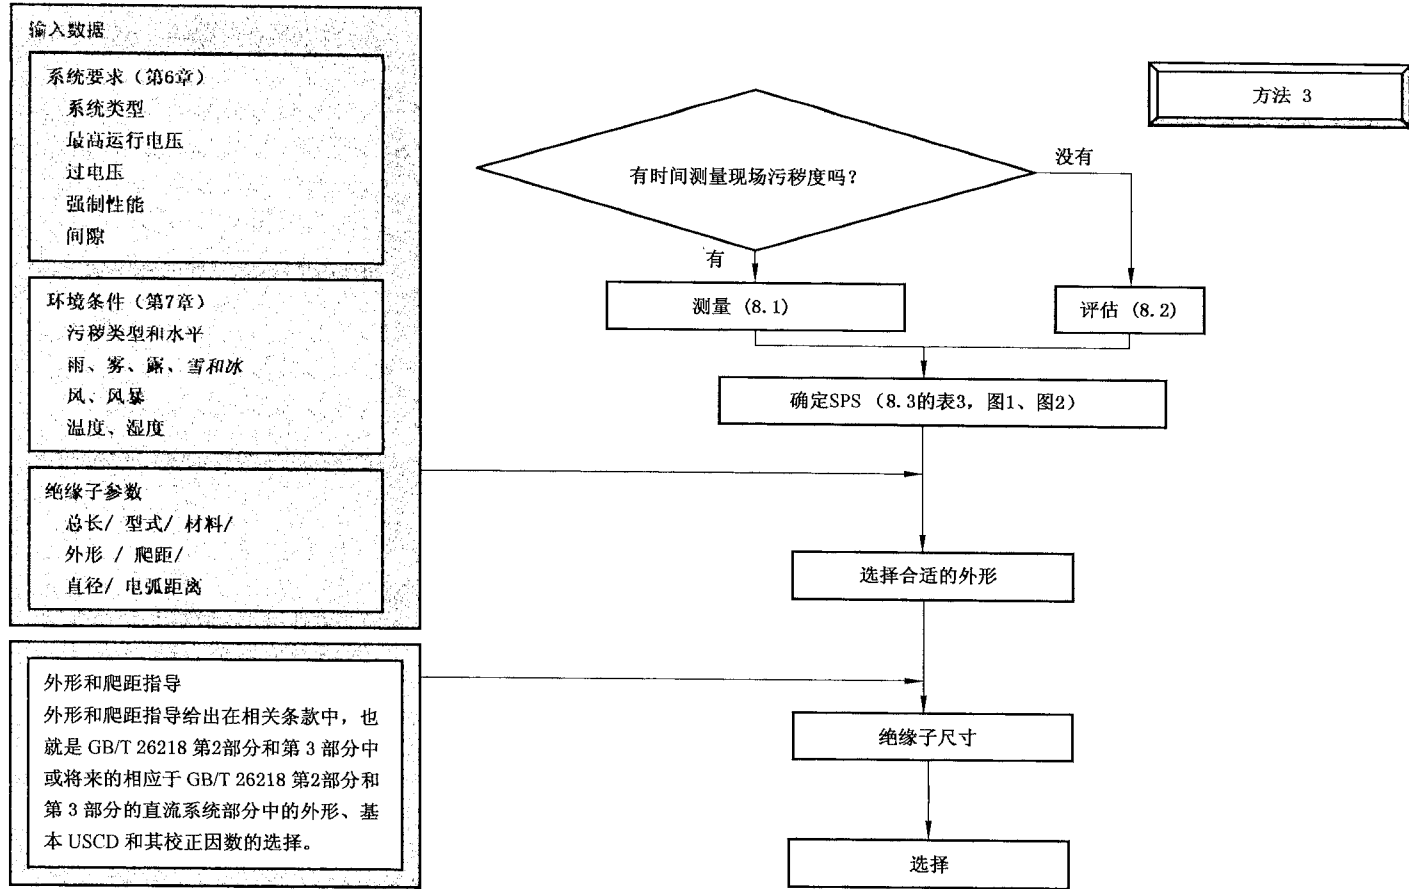 输入数据
系统要求（第6章）
系统类型
最高运行电压
过电压
强制性能
间隙
环境条件（第7章）
污秽类型和水平
雨、雾、露、雪和冰
风、风暴
温度、湿度
绝缘子参数
总长/ 型式/ 材料/
外形 / 爬距/
直径/ 电弧距离
外形和爬距指导
外形和爬距指导给出在相关条款中，也
就是 GB/T 26218 第2部分和第 3 部分中
或将来的相应于 GB/T 26218 第2部分和
第 3 部分的直流系统部分中的外形、基
本 USCD 和其校正因数的选择。
方法 3
有时间测量现场污秽度吗？
没有
有
测量（8.1）
评估（8.2）
确定SPS （8.3的表3，图1、图2）
选择合适的外形
绝缘子尺寸
选择